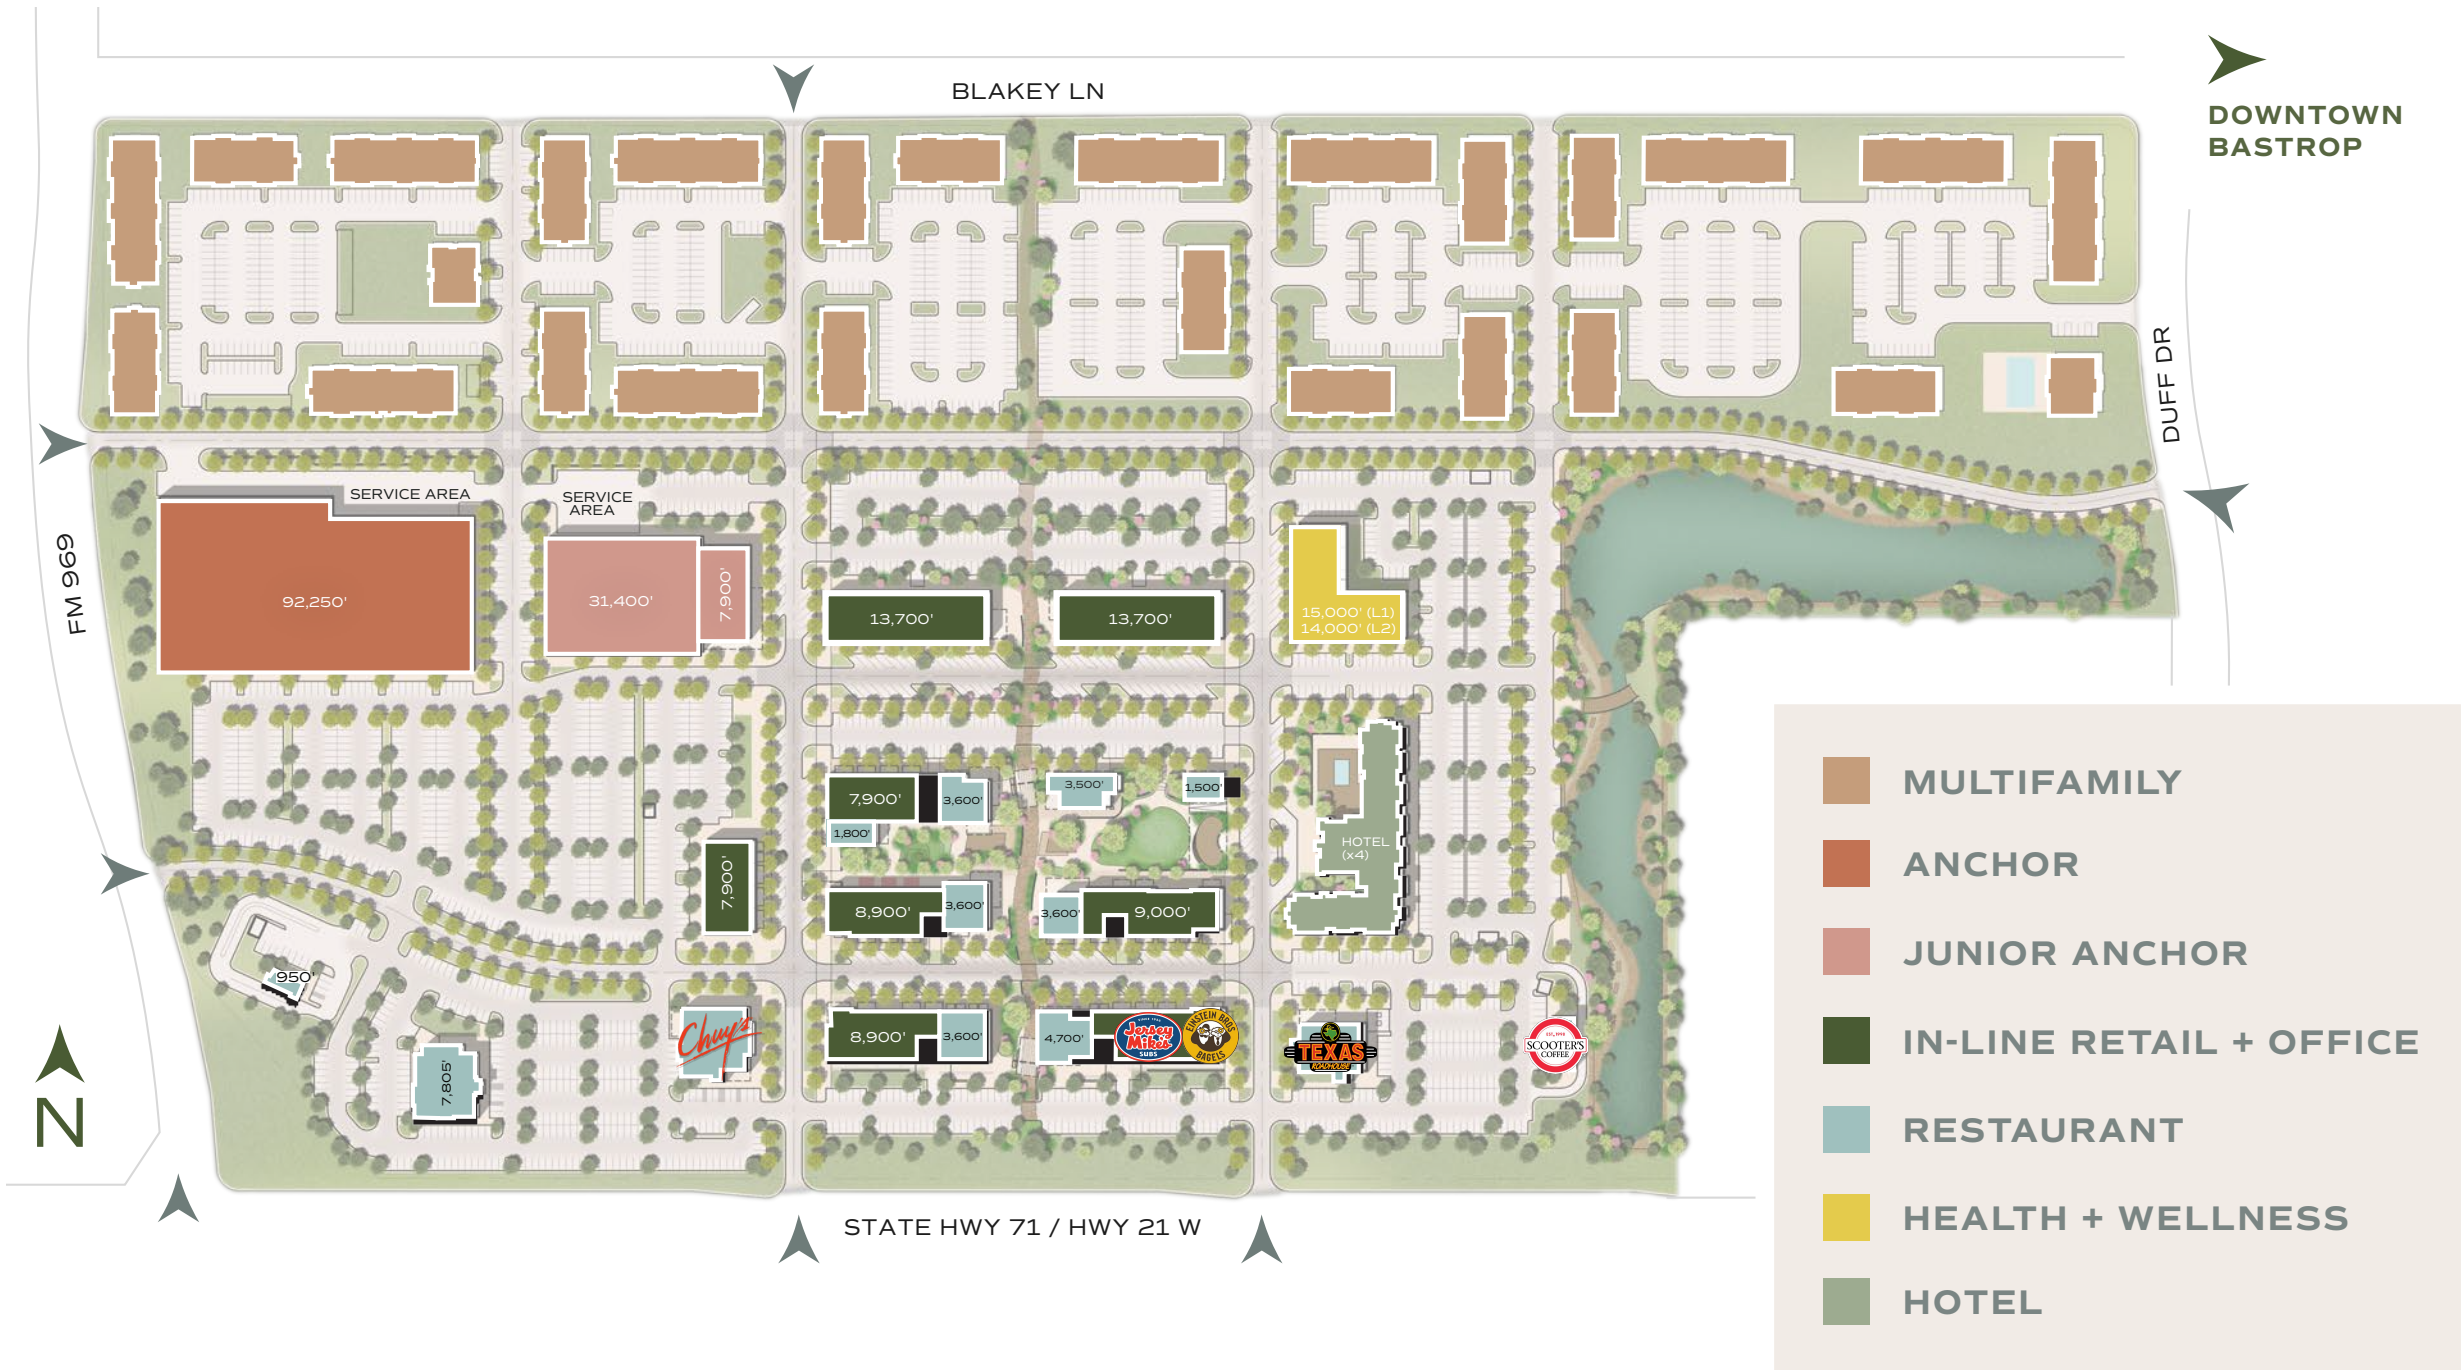 BLAKEY LN
DOWNTOWN
BASTROP
DUFF DR
FM 969
SERVICE AREA
SERVICE
AREA
92,250'
31,400'
7,900'
13,700'
13,700'
15,000' (L1)
14,000' (L2)
7,900'
3,600'
3,500'
1,500'
1,800'
HOTEL
(x4)
7,900'
8,900'
3,600'
3,600'
9,000'
950'
7,805'
Chuy's
8,900'
3,600'
4,700'
SINCE 1956
Jersey
Mike's
SUBS
EINSTEIN BROS
BAGELS
TEXAS
ROADHOUSE
EST. 1998
SCOOTER'S
COFFEE
N
STATE HWY 71 / HWY 21 W
MULTIFAMILY
ANCHOR
JUNIOR ANCHOR
IN-LINE RETAIL + OFFICE
RESTAURANT
HEALTH + WELLNESS
HOTEL